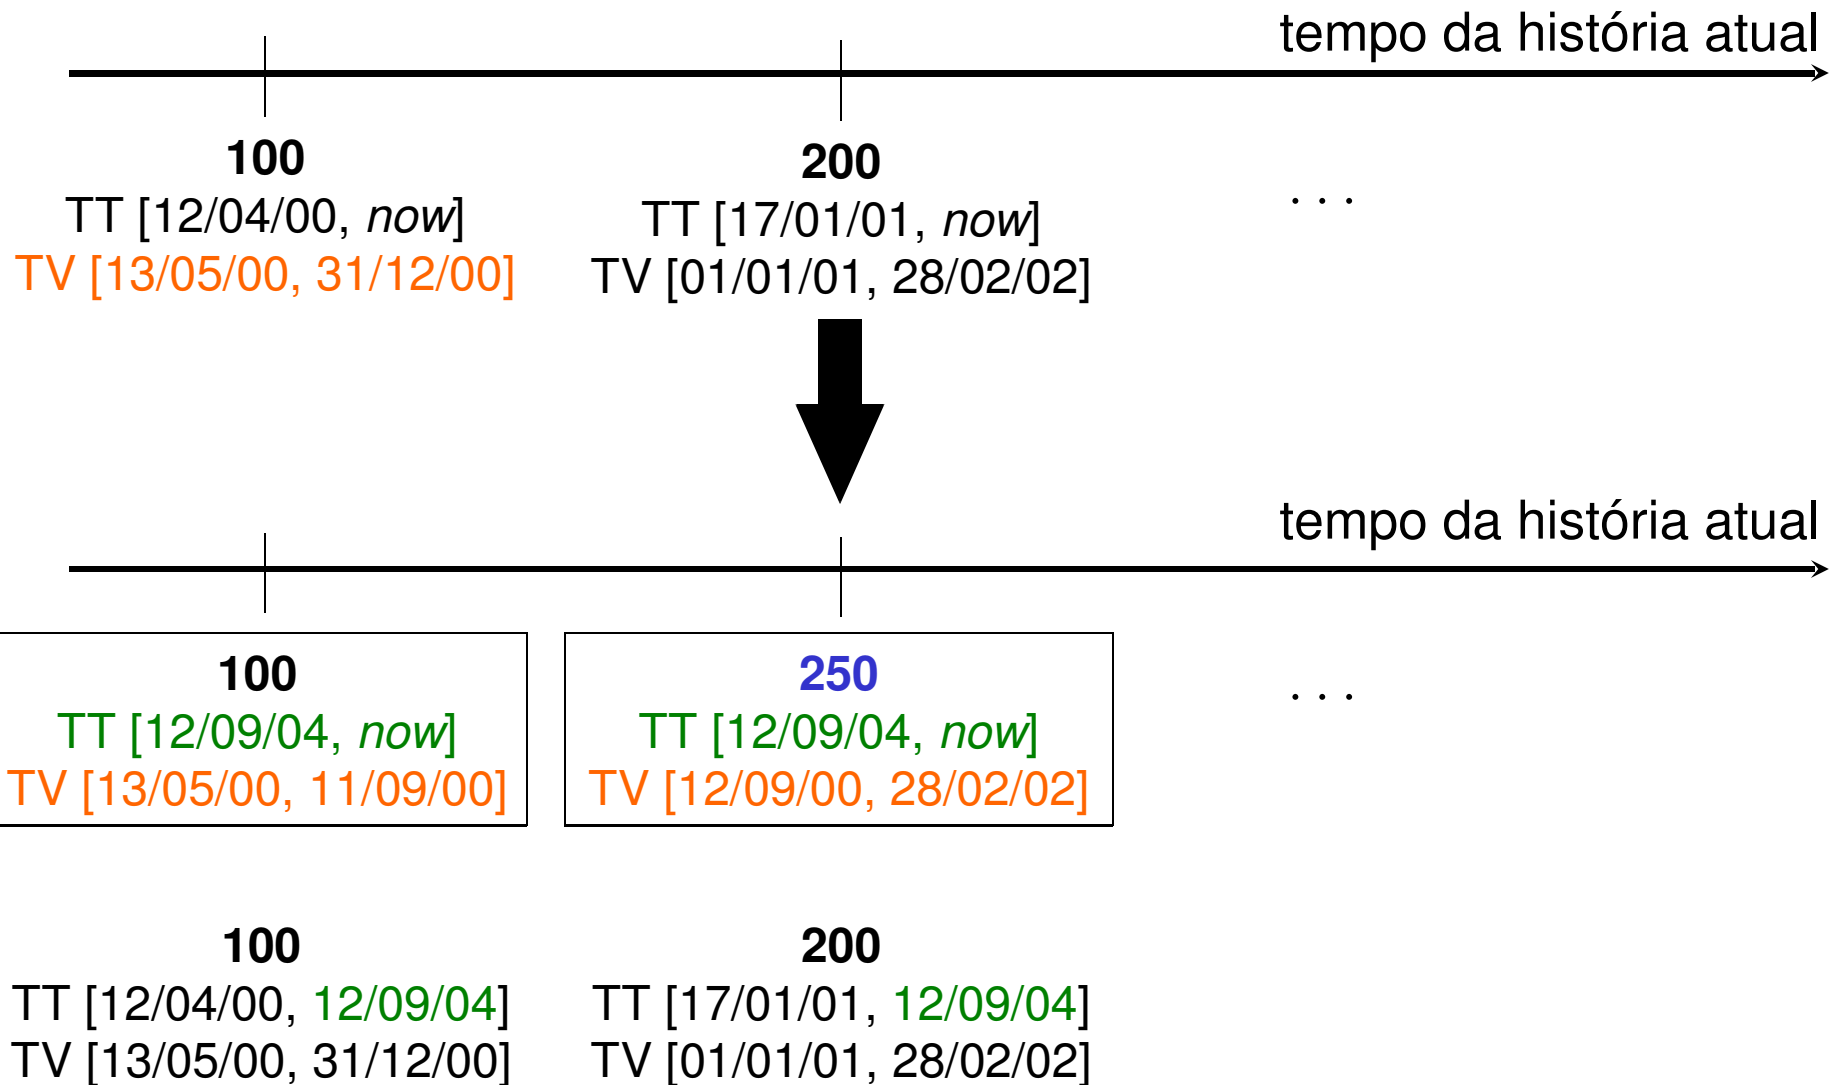 tempo da história atual
100
TT [12/04/00, now]
TV [13/05/00, 31/12/00]
200
TT [17/01/01, now]
TV [01/01/01, 28/02/02]
. . .
tempo da história atual
100
TT [12/09/04, now]
TV [13/05/00, 11/09/00]
250
TT [12/09/04, now]
TV [12/09/00, 28/02/02]
. . .
100
TT [12/04/00, 12/09/04]
TV [13/05/00, 31/12/00]
200
TT [17/01/01, 12/09/04]
TV [01/01/01, 28/02/02]